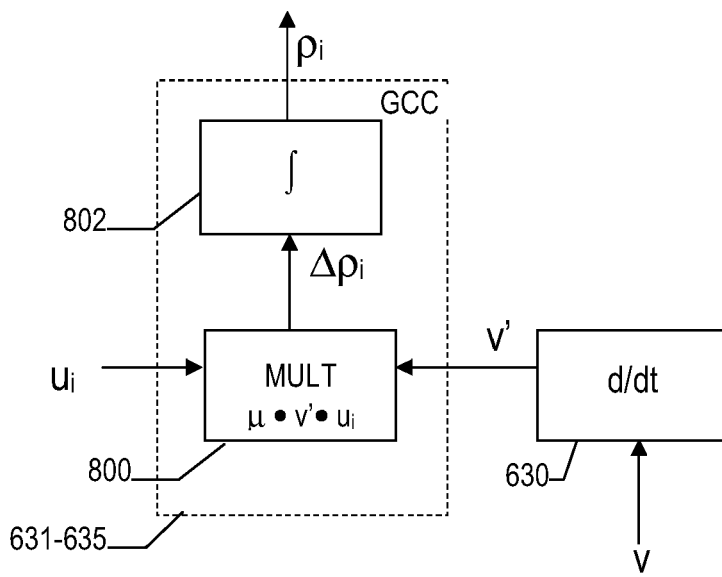 ρi
GCC
∫
802
Δρi
v'
ui
MULT
μ • v' • ui
d/dt
800
630
631-635
v